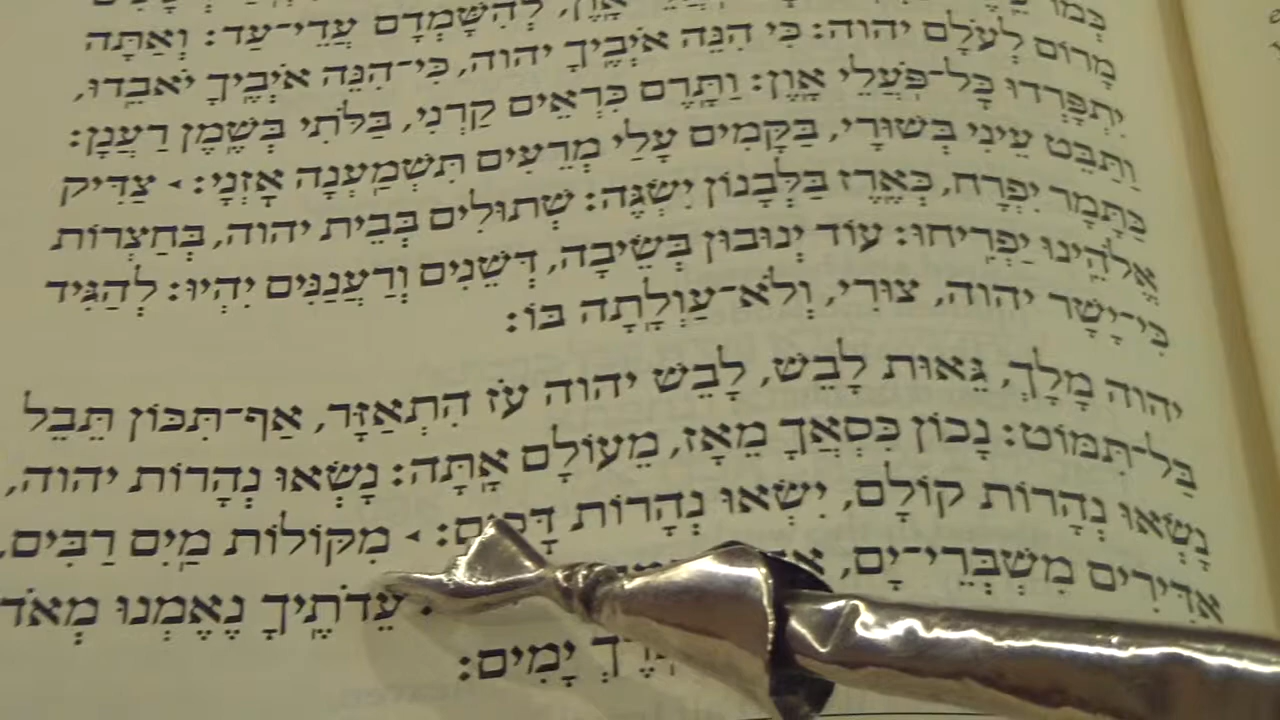 לְהִשָּׁמְדָם עֲדֵי־עַד: וְאַתָּה
מָרוֹם לְעֹלָם יהוה: כִּי הִנֵּה אֹיְבֶיךָ יהוה, כִּי־הִנֵּה אֹיְבֶיךָ יֹאבֵדוּ,
יִתְפָּרְדוּ כָּל־פֹּעֲלֵי אָוֶן: וַתָּרֶם כִּרְאֵים קַרְנִי, בַּלֹּתִי בְּשֶׁמֶן רַעֲנָן:
וַתַּבֵּט עֵינִי בְּשׁוּרָי, בַּקָּמִים עָלַי מְרֵעִים תִּשְׁמַעְנָה אָזְנָי: ‣ צַדִּיק
כַּתָּמָר יִפְרָח, כְּאֶרֶז בַּלְּבָנוֹן יִשְׂגֶּה: שְׁתוּלִים בְּבֵית יהוה, בְּחַצְרוֹת
אֱלֹהֵינוּ יַפְרִיחוּ: עוֹד יְנוּבוּן בְּשֵׂיבָה, דְּשֵׁנִים וְרַעֲנַנִּים יִהְיוּ: לְהַגִּיד
כִּי־יָשָׁר יהוה, צוּרִי, וְלֹא־עַוְלָתָה בּוֹ:
יהוה מָלָךְ, גֵּאוּת לָבֵשׁ, לָבֵשׁ יהוה עֹז הִתְאַזָּר, אַף־תִּכּוֹן תֵּבֵל
בַּל־תִּמּוֹט: נָכוֹן כִּסְאֲךָ מֵאָז, מֵעוֹלָם אָתָּה: נָשְׂאוּ נְהָרוֹת יהוה,
נָשְׂאוּ נְהָרוֹת קוֹלָם, יִשְׂאוּ נְהָרוֹת דָּכְיָם: ‣ מִקּוֹלוֹת מַיִם רַבִּים,
אַדִּירִים מִשְׁבְּרֵי־יָם, עֵדֹתֶיךָ נֶאֶמְנוּ מְאֹד
יָמִים: